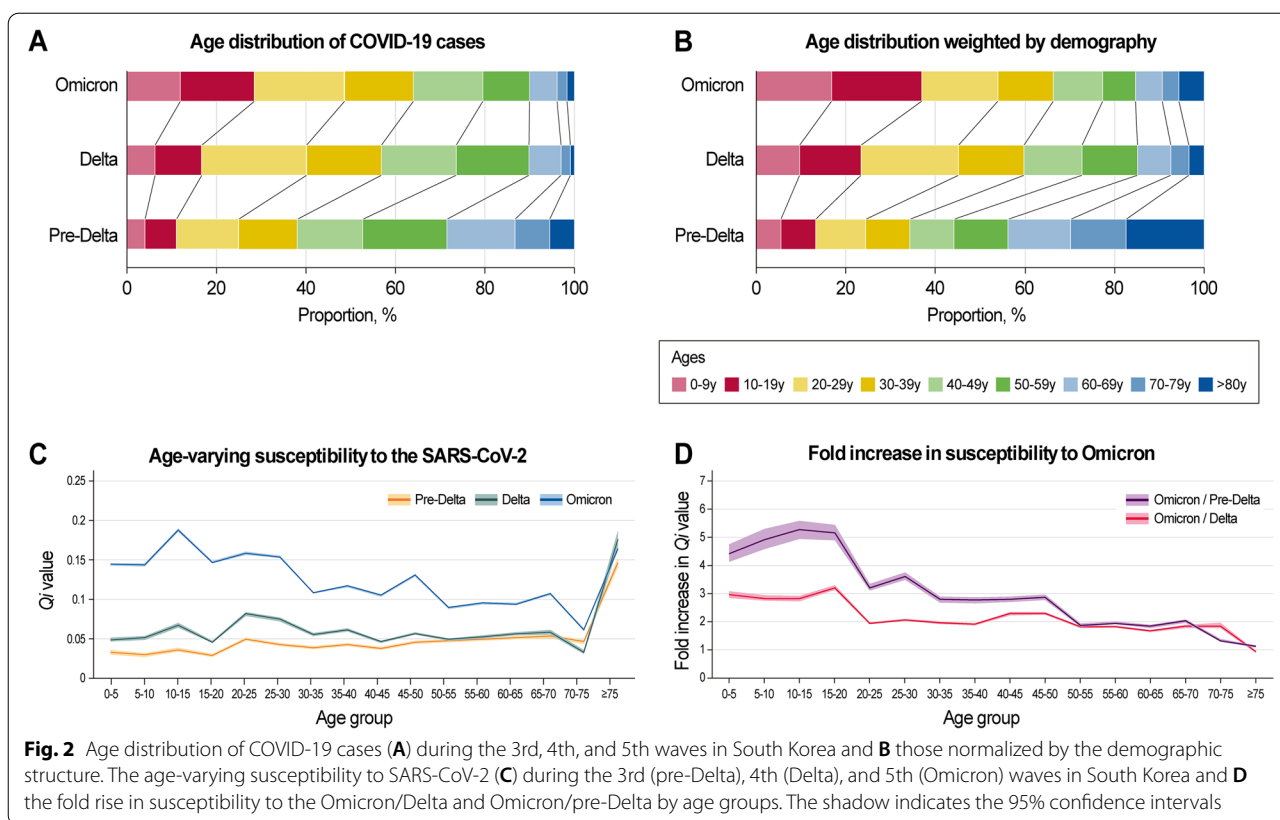 A
Age distribution of COVID-19 cases
Omicron
Delta
Pre-Delta
0 20 40 60 80 100
Proportion, %
B
Age distribution weighted by demography
Omicron
Delta
Pre-Delta
0 20 40 60 80 100
Proportion, %
Ages
0-9y 10-19y 20-29y 30-39y 40-49y 50-59y 60-69y 70-79y >80y
C
Age-varying susceptibility to the SARS-CoV-2
Pre-Delta Delta Omicron
Qi value
0.25
0.2
0.15
0.1
0.05
0
0-5 5-10 10-15 15-20 20-25 25-30 30-35 35-40 40-45 45-50 50-55 55-60 60-65 65-70 70-75 ≥75
Age group
D
Fold increase in susceptibility to Omicron
Omicron / Pre-Delta
Omicron / Delta
Fold increase in Qi value
7
6
5
4
3
2
1
0
0-5 5-10 10-15 15-20 20-25 25-30 30-35 35-40 40-45 45-50 50-55 55-60 60-65 65-70 70-75 ≥75
Age group
Fig. 2 Age distribution of COVID-19 cases (A) during the 3rd, 4th, and 5th waves in South Korea and B those normalized by the demographic
structure. The age-varying susceptibility to SARS-CoV-2 (C) during the 3rd (pre-Delta), 4th (Delta), and 5th (Omicron) waves in South Korea and D
the fold rise in susceptibility to the Omicron/Delta and Omicron/pre-Delta by age groups. The shadow indicates the 95% confidence intervals